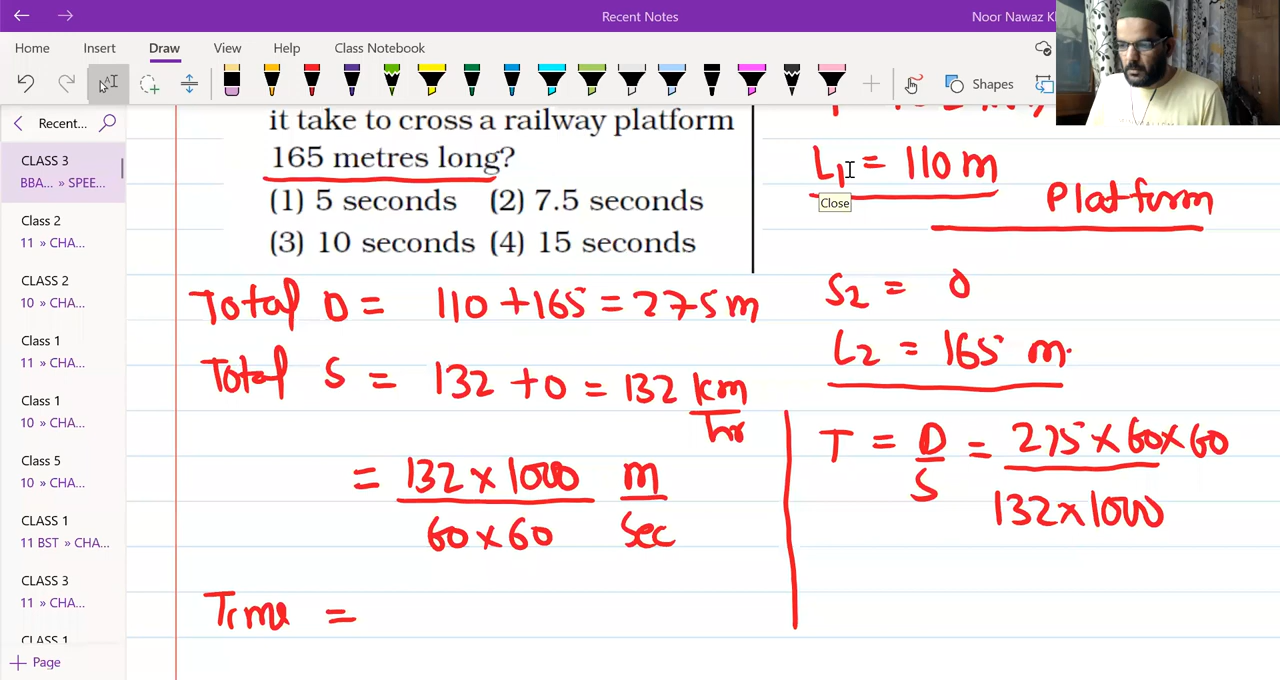 Recent Notes
Noor Nawaz Kh
Home Insert Draw View Help Class Notebook
Shapes
Recent...
CLASS 3
BBA... » SPEE...
Class 2
11 » CHA...
CLASS 2
10 » CHA...
Class 1
11 » CHA...
Class 1
10 » CHA...
Class 5
10 » CHA...
CLASS 1
11 BST » CHA...
CLASS 3
11 » CHA...
CLASS 1
Page
it take to cross a railway platform
165 metres long?
(1) 5 seconds (2) 7.5 seconds
(3) 10 seconds (4) 15 seconds
L1 = 110 m
Close
Platform
S2 = 0
L2 = 165 m.
Total D = 110 + 165 = 275 m
Total S = 132 + 0 = 132 km
hr
= 132 × 1000 m
60 × 60 Sec
Time =
T = D = 275 × 60 × 60
S 132 × 1000